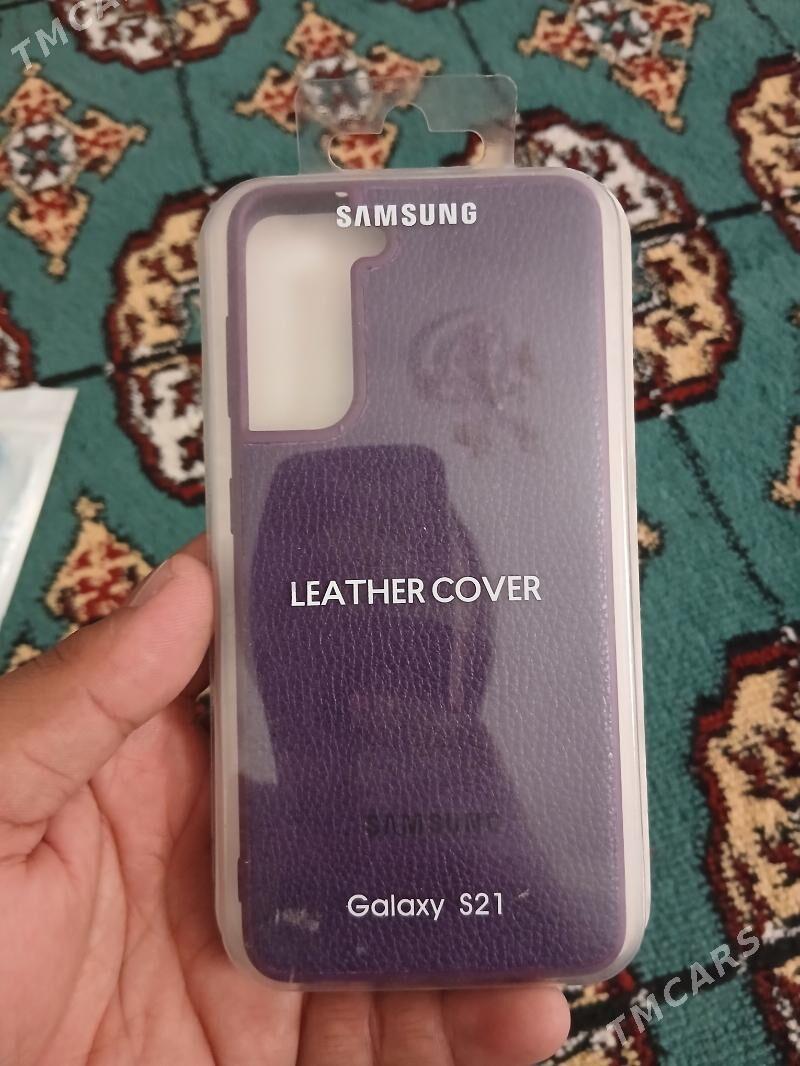 TMCARS
SAMSUNG
LEATHER COVER
SAMSUNG
Galaxy S21
TMCARS